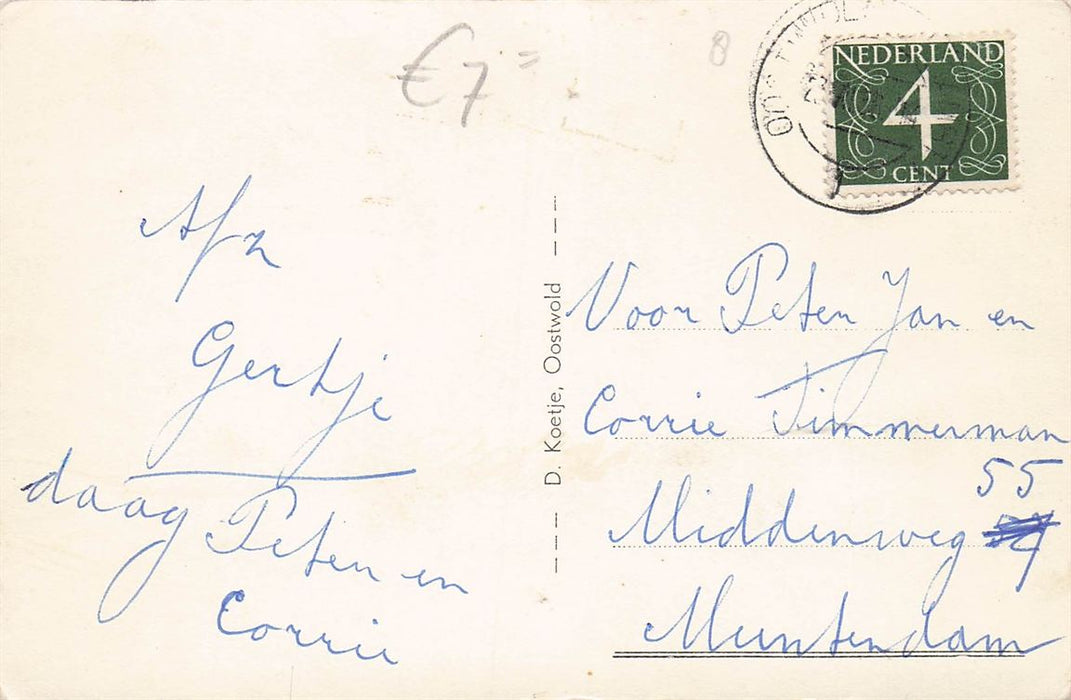 € 7=
8
NEDERLAND
4
CENT
Afz
Gertje
daag Peter en
Corrie
D. Koetje, Oostwold
Voor Peter Jan en
Corrie Timmerman
55
Middenweg
Muntendam